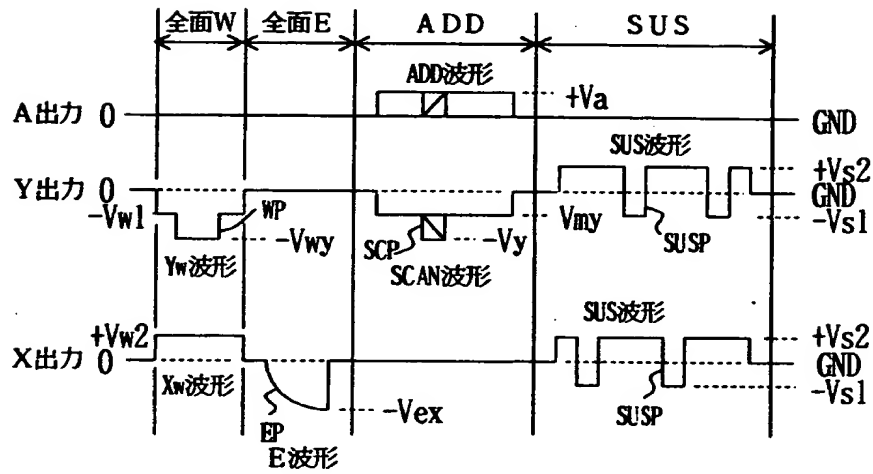 全面W 全面E ADD SUS
ADD波形
+Va
A出力 0 GND
SUS波形
+Vs2
Y出力 0 GND
-Vw1 WP Vmy -Vs1
-Vwy SCP -Vy SUSP
Yw波形 SCAN波形
SUS波形
+Vw2 +Vs2
X出力 0 GND
Xw波形 -Vs1
EP -Vex SUSP
E波形